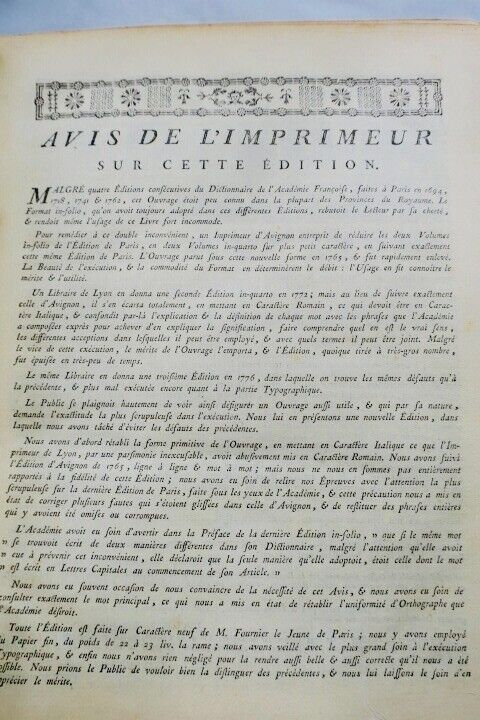 AVIS DE L'IMPRIMEUR
SUR CETTE ÉDITION.
MALGRÉ quatre Éditions consécutives du Dictionnaire de l'Académie Françoise, faites à Paris en 1694,
1718, 1741 & 1762, cet Ouvrage étoit peu connu dans la plupart des Provinces du Royaume. Le
Format in-folio, qu'on avoit toujours adopté dans ces différentes Éditions, rebutoit le Lecteur par sa cherté,
& rendoit même l'usage de ce Livre fort incommode.
Pour remédier à ce double inconvénient, un Imprimeur d'Avignon entreprit de réduire les deux Volumes
in-folio de l'Édition de Paris, en deux Volumes in-quarto sur plus petit caractère, en suivant exactement
cette même Édition de Paris. L'Ouvrage parut sous cette nouvelle forme en 1765, & fut rapidement enlevé.
La Beauté de l'exécution, & la commodité du Format en déterminèrent le débit : l'Usage en fit connoître le
mérite & l'utilité.
Un Libraire de Lyon en donna une seconde Édition in-quarto en 1772; mais au lieu de suivre exactement
celle d'Avignon, il s'en écarta totalement, en mettant en Caractère Romain, ce qui devoit être en Carac-
tère Italique, & confondit par-là l'explication & la définition de chaque mot avec les phrases que l'Académie
a composées exprès pour achever d'en expliquer la signification, faire comprendre quel en est le vrai sens,
les différentes acceptions dans lesquelles il peut être employé, & avec quels termes il peut être joint. Malgré
le vice de cette exécution, le mérite de l'Ouvrage l'emporta, & l'Édition, quoique tirée à très-gros nombre,
fut épuisée en très-peu de temps.
Le même Libraire en donna une troisième Édition en 1776, dans laquelle on trouve les mêmes défauts qu'à
la précédente, & plus mal exécutée encore quant à la partie Typographique.
Le Public se plaignoit hautement de voir ainsi défigurer un Ouvrage aussi utile, & qui par sa nature,
demande l'exactitude la plus scrupuleuse dans l'exécution. Nous lui en présentons une nouvelle Édition, dans
laquelle nous avons tâché d'éviter les défauts des précédentes.
Nous avons d'abord rétabli la forme primitive de l'Ouvrage, en mettant en Caractère Italique ce que l'Im-
primeur de Lyon, par une parsimonie inexcusable, avoit abusivement mis en Caractère Romain. Nous avons suivi
l'Édition d'Avignon de 1765, ligne à ligne & mot à mot; mais nous ne nous en sommes pas entièrement
rapportés à la fidélité de cette Édition; nous avons eu soin de relire nos Épreuves avec l'attention la plus
scrupuleuse sur la dernière Édition de Paris, faite sous les yeux de l'Académie, & cette précaution nous a mis en
état de corriger plusieurs fautes qui s'étoient glissées dans celle d'Avignon, & de restituer des phrases entières
qui y avoient été omises ou corrompues.
L'Académie avoit eu soin d'avertir dans la Préface de la dernière Édition in-folio, » que si le même mot
» se trouvoit écrit de deux manières différentes dans son Dictionnaire, malgré l'attention qu'elle avoit
» eue à prévenir cet inconvénient, elle déclaroit que la seule manière qu'elle adoptoit, étoit celle dont le mot
» est écrit en Lettres Capitales au commencement de son Article. »
Nous avons eu souvent occasion de nous convaincre de la nécessité de cet Avis, & nous avons eu soin de
consulter exactement le mot principal, ce qui nous a mis en état de rétablir l'uniformité d'Orthographe que
l'Académie désiroit.
Toute l'Édition est faite sur Caractère neuf de M. Fournier le Jeune de Paris; nous y avons employé
du Papier fin, du poids de 22 à 23 liv. la rame; nous avons veillé avec le plus grand soin à l'exécution
Typographique, & enfin nous n'avons rien négligé pour la rendre aussi belle & aussi correcte qu'il nous a été
possible. Nous prions le Public de vouloir bien la distinguer des précédentes, & nous lui laissons le soin d'en
apprécier le mérite.